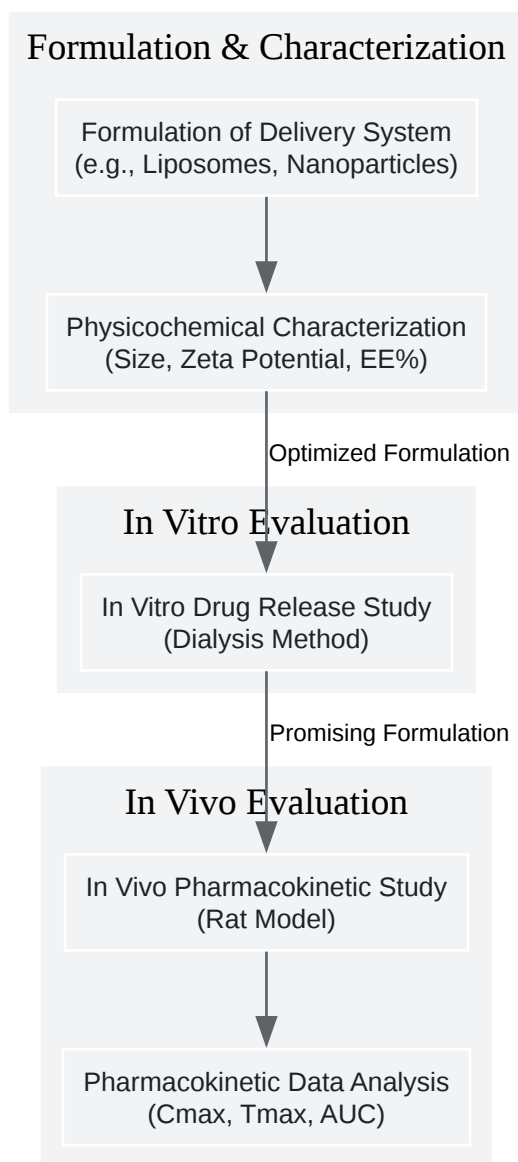 Formulation & Characterization
Formulation of Delivery System
(e.g., Liposomes, Nanoparticles)
Physicochemical Characterization
(Size, Zeta Potential, EE%)
Optimized Formulation
In Vitro Evaluation
In Vitro Drug Release Study
(Dialysis Method)
Promising Formulation
In Vivo Evaluation
In Vivo Pharmacokinetic Study
(Rat Model)
Pharmacokinetic Data Analysis
(Cmax, Tmax, AUC)